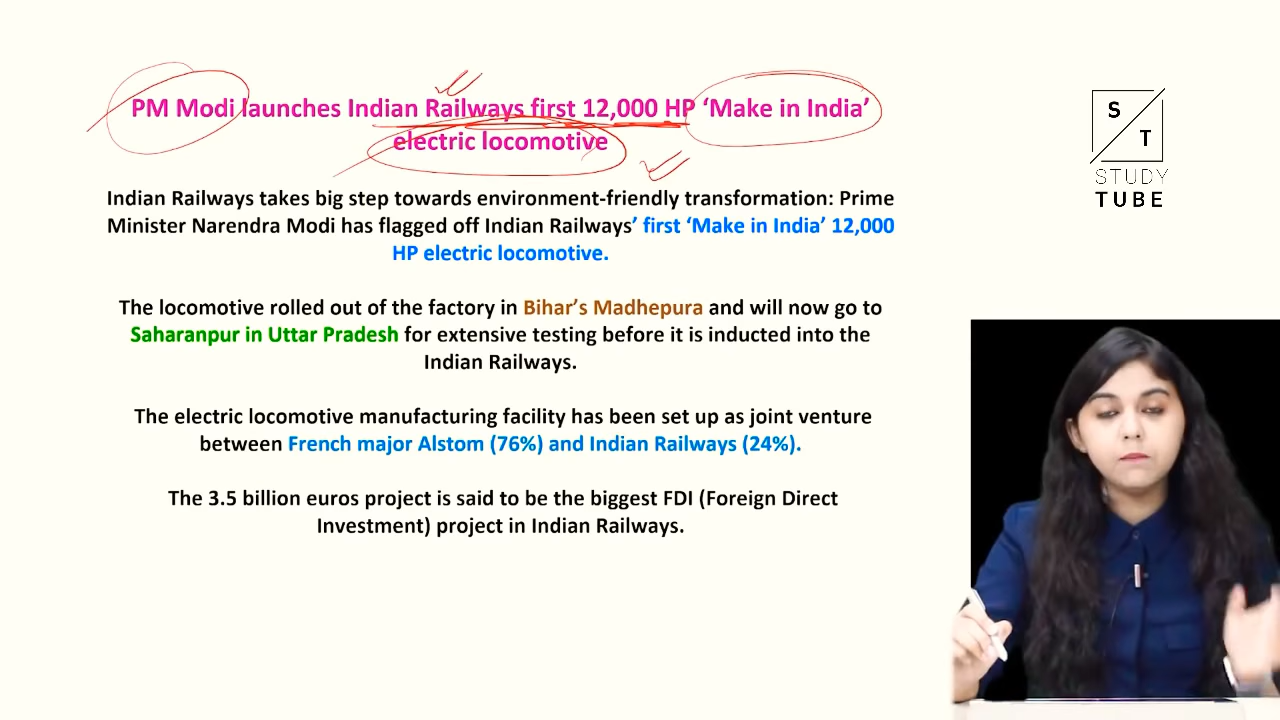 PM Modi launches Indian Railways first 12,000 HP ‘Make in India’
electric locomotive
Indian Railways takes big step towards environment-friendly transformation: Prime
Minister Narendra Modi has flagged off Indian Railways’ first ‘Make in India’ 12,000
HP electric locomotive.
The locomotive rolled out of the factory in Bihar’s Madhepura and will now go to
Saharanpur in Uttar Pradesh for extensive testing before it is inducted into the
Indian Railways.
The electric locomotive manufacturing facility has been set up as joint venture
between French major Alstom (76%) and Indian Railways (24%).
The 3.5 billion euros project is said to be the biggest FDI (Foreign Direct
Investment) project in Indian Railways.
S
T
STUDY
TUBE